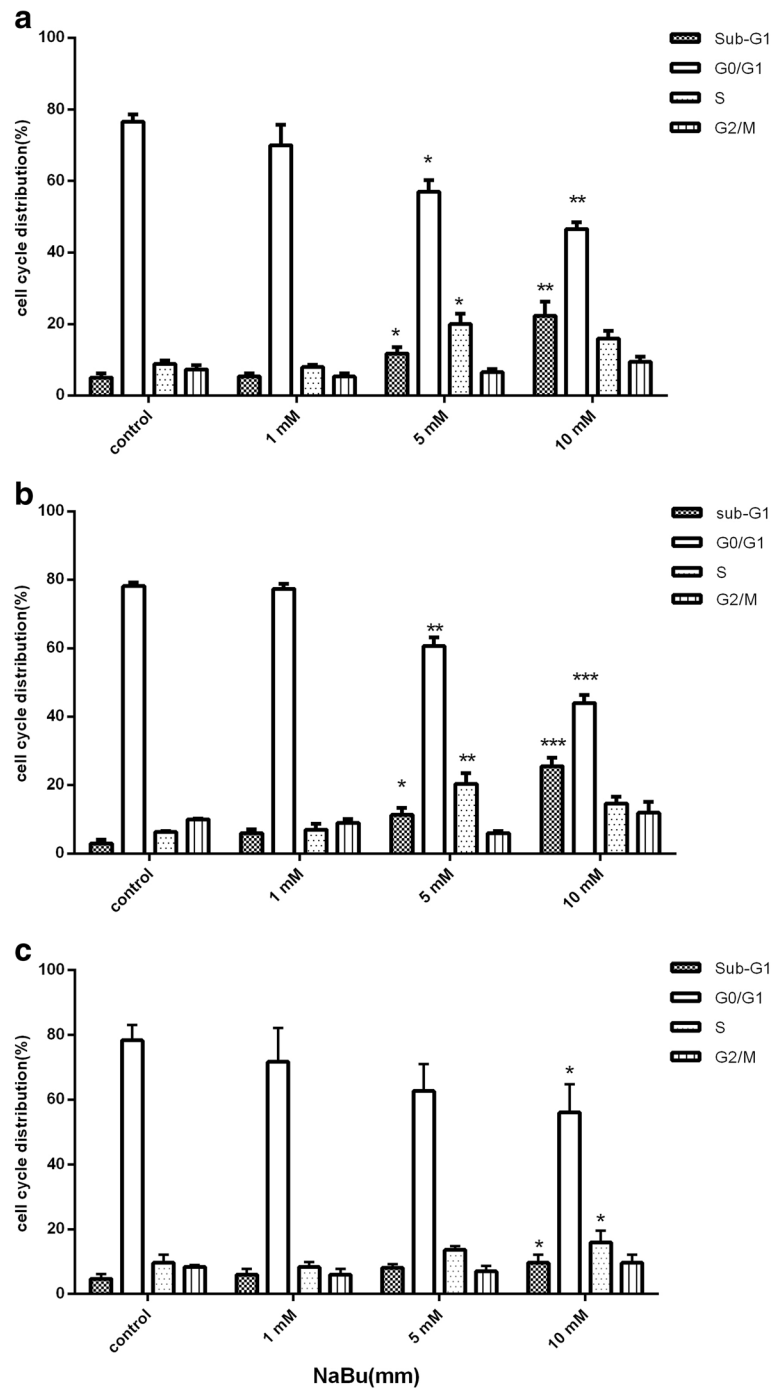 a
cell cycle distribution(%)
100
80
60
40
20
0
*
**
*
*
**
control
1 mM
5 mM
10 mM
Sub-G1
G0/G1
S
G2/M
b
cell cycle distribution(%)
100
80
60
40
20
0
**
***
*
**
***
control
1 mM
5 mM
10 mM
sub-G1
G0/G1
S
G2/M
c
cell cycle distribution(%)
100
80
60
40
20
0
*
*
*
control
1 mM
5 mM
10 mM
Sub-G1
G0/G1
S
G2/M
NaBu(mm)